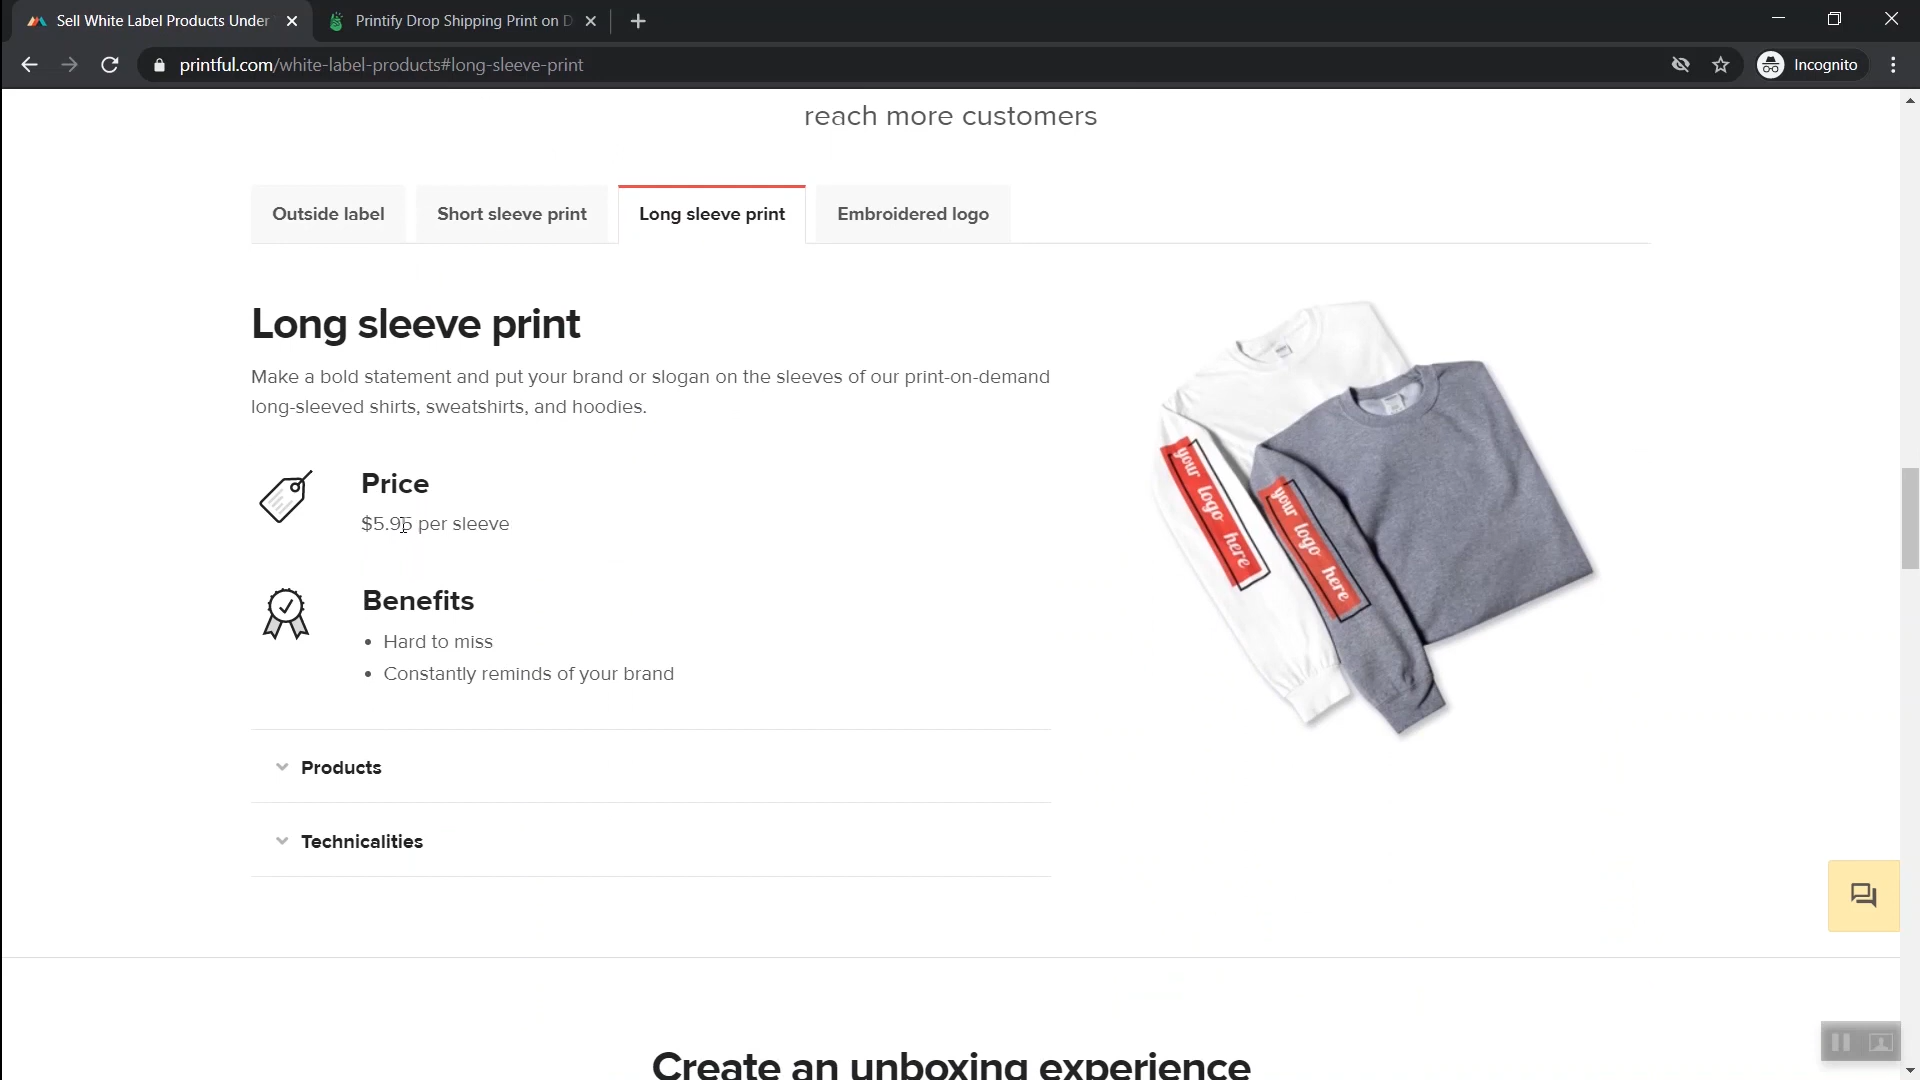 Sell White Label Products Under
Printify Drop Shipping Print on D
printful.com/white-label-products#long-sleeve-print
Incognito
reach more customers
Outside label
Short sleeve print
Long sleeve print
Embroidered logo
Long sleeve print
Make a bold statement and put your brand or slogan on the sleeves of our print-on-demand
long-sleeved shirts, sweatshirts, and hoodies.
Price
$5.95 per sleeve
Benefits
• Hard to miss
• Constantly reminds of your brand
Products
Technicalities
your logo here
your logo here
Create an unboxing experience